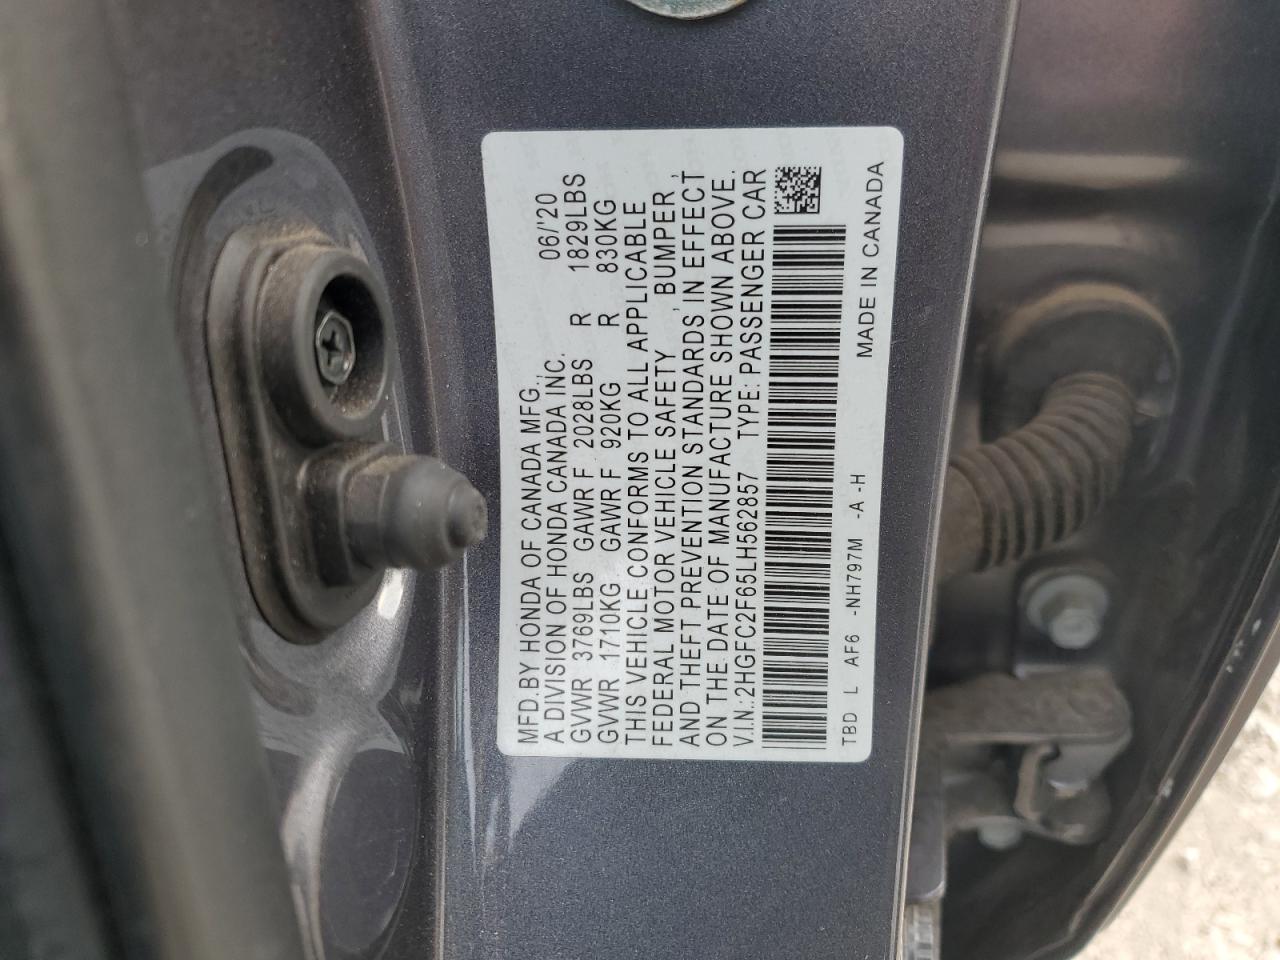 MFD.BY HONDA OF CANADA MFG., 06/'20
A DIVISION OF HONDA CANADA INC.
GVWR 3769LBS GAWR F 2028LBS R 1829LBS
GVWR 1710KG GAWR F 920KG R 830KG
THIS VEHICLE CONFORMS TO ALL APPLICABLE
FEDERAL MOTOR VEHICLE SAFETY , BUMPER ,
AND THEFT PREVENTION STANDARDS IN EFFECT
ON THE DATE OF MANUFACTURE SHOWN ABOVE.
V.I.N.:2HGFC2F65LH562857 TYPE:PASSENGER CAR
TBD L AF6 -NH797M -A -H MADE IN CANADA